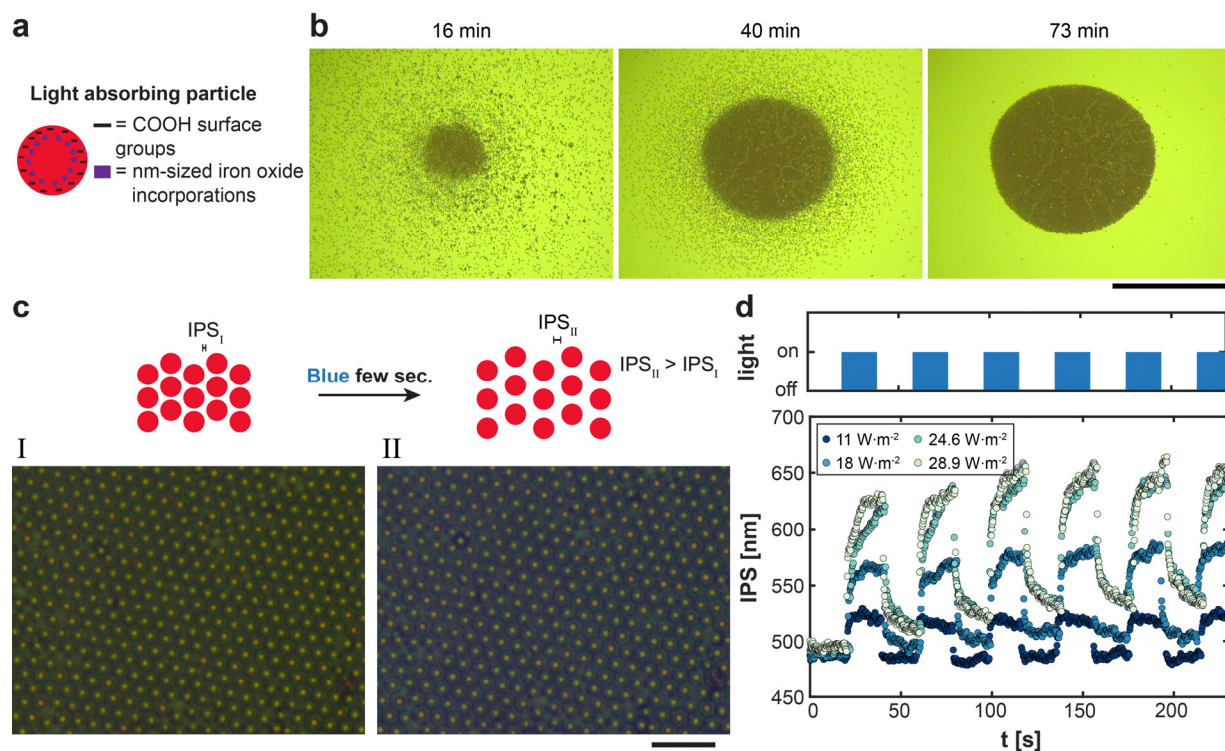 a
Light absorbing particle
= COOH surface
groups
= nm-sized iron oxide
incorporations
b
16 min
40 min
73 min
c
IPS_I
Blue few sec.
IPS_II
IPS_II > IPS_I
I
II
d
light
on
off
IPS [nm]
700
650
600
550
500
450
11 W·m⁻²
24.6 W·m⁻²
18 W·m⁻²
28.9 W·m⁻²
0
50
100
150
200
t [s]